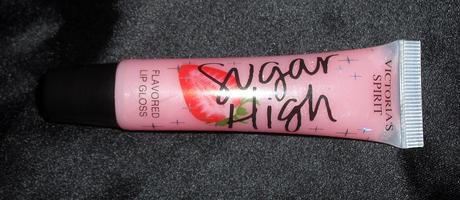 Sugar
High
VICTORIA'S
SPIRIT
FLAVORED
LIP GLOSS